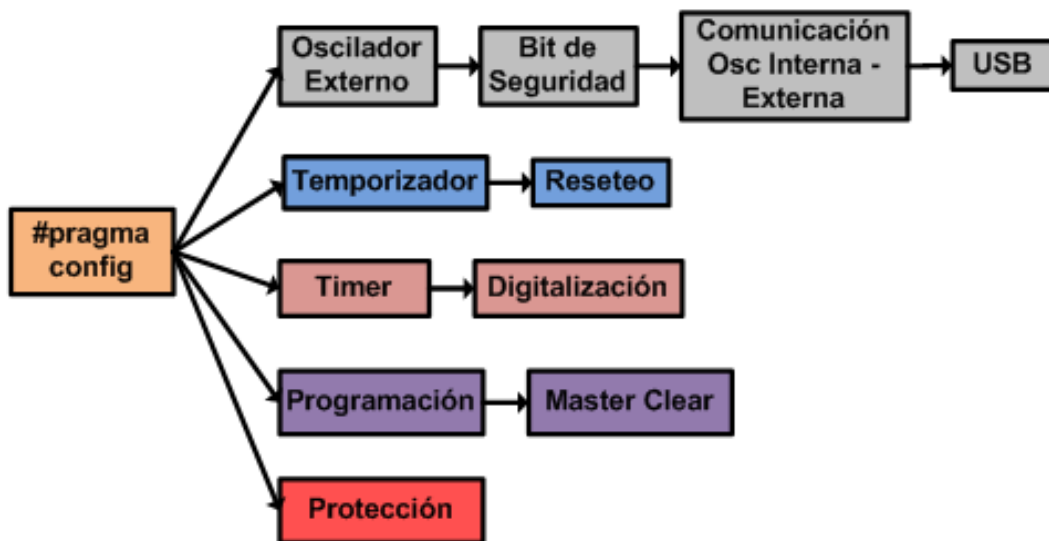 Oscilador
Externo
Bit de
Seguridad
Comunicación
Osc Interna -
Externa
USB
Temporizador
Reseteo
#pragma
config
Timer
Digitalización
Programación
Master Clear
Protección